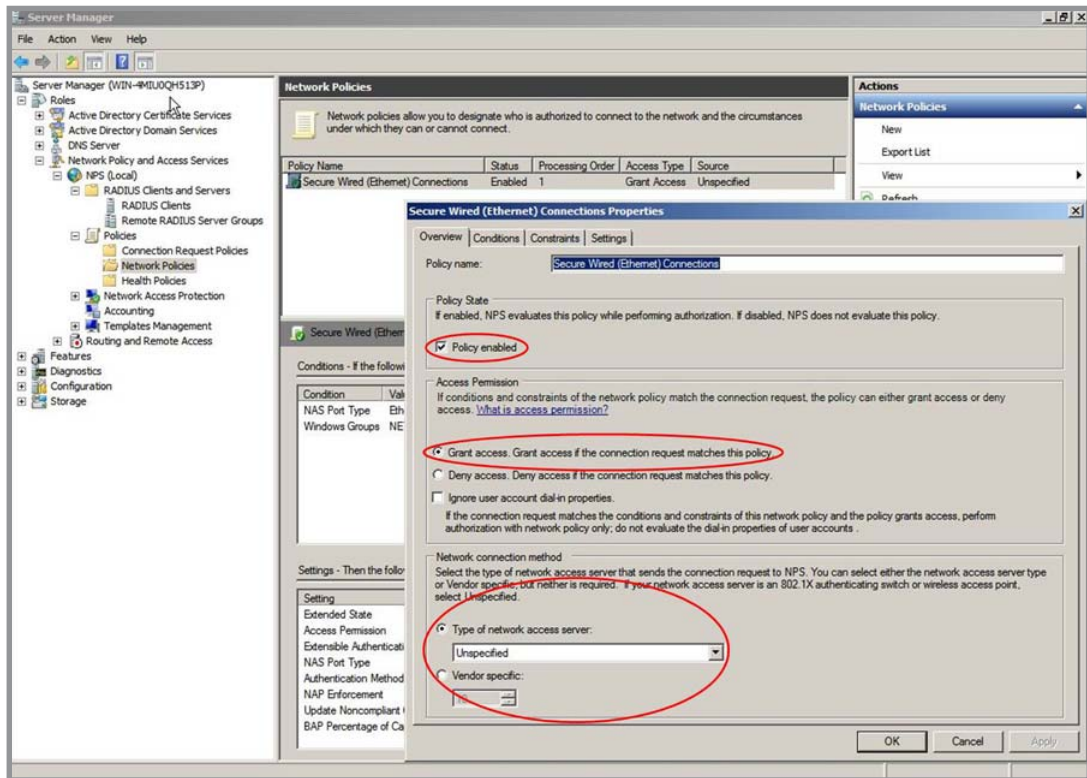 Server Manager
File Action View Help
Server Manager (WIN-4MIU0QH513P)
Roles
Active Directory Certificate Services
Active Directory Domain Services
DNS Server
Network Policy and Access Services
NPS (Local)
RADIUS Clients and Servers
RADIUS Clients
Remote RADIUS Server Groups
Policies
Connection Request Policies
Network Policies
Health Policies
Network Access Protection
Accounting
Templates Management
Routing and Remote Access
Features
Diagnostics
Configuration
Storage
Network Policies
Network policies allow you to designate who is authorized to connect to the network and the circumstances
under which they can or cannot connect.
Policy Name Status Processing Order Access Type Source
Secure Wired (Ethernet) Connections Enabled 1 Grant Access Unspecified
Secure Wired (Ether
Conditions - If the followi
Condition Val
NAS Port Type Eth
Windows Groups NE
Settings - Then the follo
Setting
Extended State
Access Permission
Extensible Authenticati
NAS Port Type
Authentication Method
NAP Enforcement
Update Noncompliant
BAP Percentage of Ca
Actions
Network Policies
New
Export List
View
Refresh
Secure Wired (Ethernet) Connections Properties
Overview Conditions Constraints Settings
Policy name: Secure Wired (Ethernet) Connections
Policy State
If enabled, NPS evaluates this policy while performing authorization. If disabled, NPS does not evaluate this policy.
Policy enabled
Access Permission
If conditions and constraints of the network policy match the connection request, the policy can either grant access or deny
access. What is access permission?
Grant access. Grant access if the connection request matches this policy.
Deny access. Deny access if the connection request matches this policy.
Ignore user account dial-in properties.
If the connection request matches the conditions and constraints of this network policy and the policy grants access, perform
authorization with network policy only; do not evaluate the dial-in properties of user accounts .
Network connection method
Select the type of network access server that sends the connection request to NPS. You can select either the network access server type
or Vendor specific, but neither is required. If your network access server is an 802.1X authenticating switch or wireless access point,
select Unspecified.
Type of network access server:
Unspecified
Vendor specific:
10
OK Cancel Apply